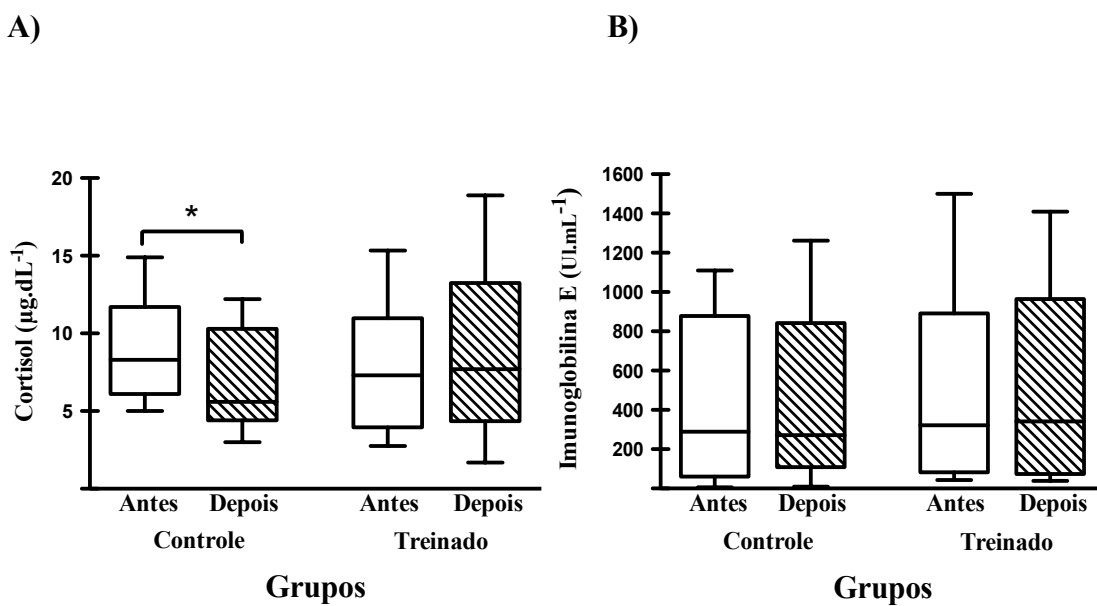 A)
20
15
10
5
Cortisol (µg.dL⁻¹)
*
Antes Depois Antes Depois
Controle Treinado
Grupos
B)
1600
1400
1200
1000
800
600
400
200
Imunoglobilina E (UI.mL⁻¹)
Antes Depois Antes Depois
Controle Treinado
Grupos